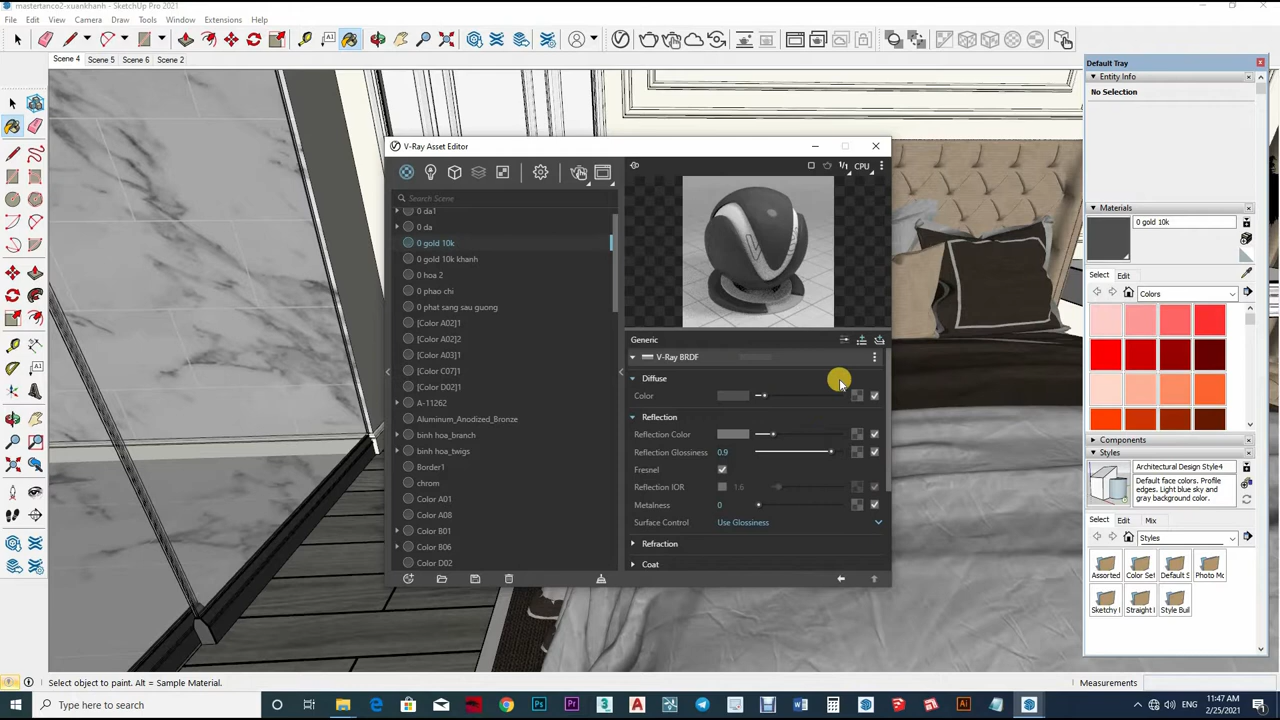 mastertanco2-xuankhanh - SketchUp Pro 2021
File Edit View Camera Draw Tools Window Extensions Help
Scene 4 Scene 5 Scene 6 Scene 2
V-Ray Asset Editor
1/1 CPU
Search Scene
0 da1
0 da
0 gold 10k
0 gold 10k khanh
0 hoa 2
0 phao chi
0 phat sang sau guong
[Color A02]1
[Color A02]2
[Color A03]1
[Color C07]1
[Color D02]1
A-11262
Aluminum_Anodized_Bronze
binh hoa_branch
binh hoa_twigs
Border1
chrom
Color A01
Color A08
Color B01
Color B06
Color D02
Generic
V-Ray BRDF
Diffuse
Color
Reflection
Reflection Color
Reflection Glossiness 0.9
Fresnel
Reflection IOR 1.6
Metalness 0
Surface Control Use Glossiness
Refraction
Coat
Default Tray
Entity Info
No Selection
Materials
0 gold 10k
Select Edit
Colors
Components
Styles
Architectural Design Style4
Default face colors. Profile
edges. Light blue sky and
gray background color.
Select Edit Mix
Styles
Assorted Color Se Default S Photo Mo
Sketchy Straight Style Buil
Select object to paint. Alt = Sample Material.
Measurements
Type here to search
ENG
11:47 AM
2/25/2021